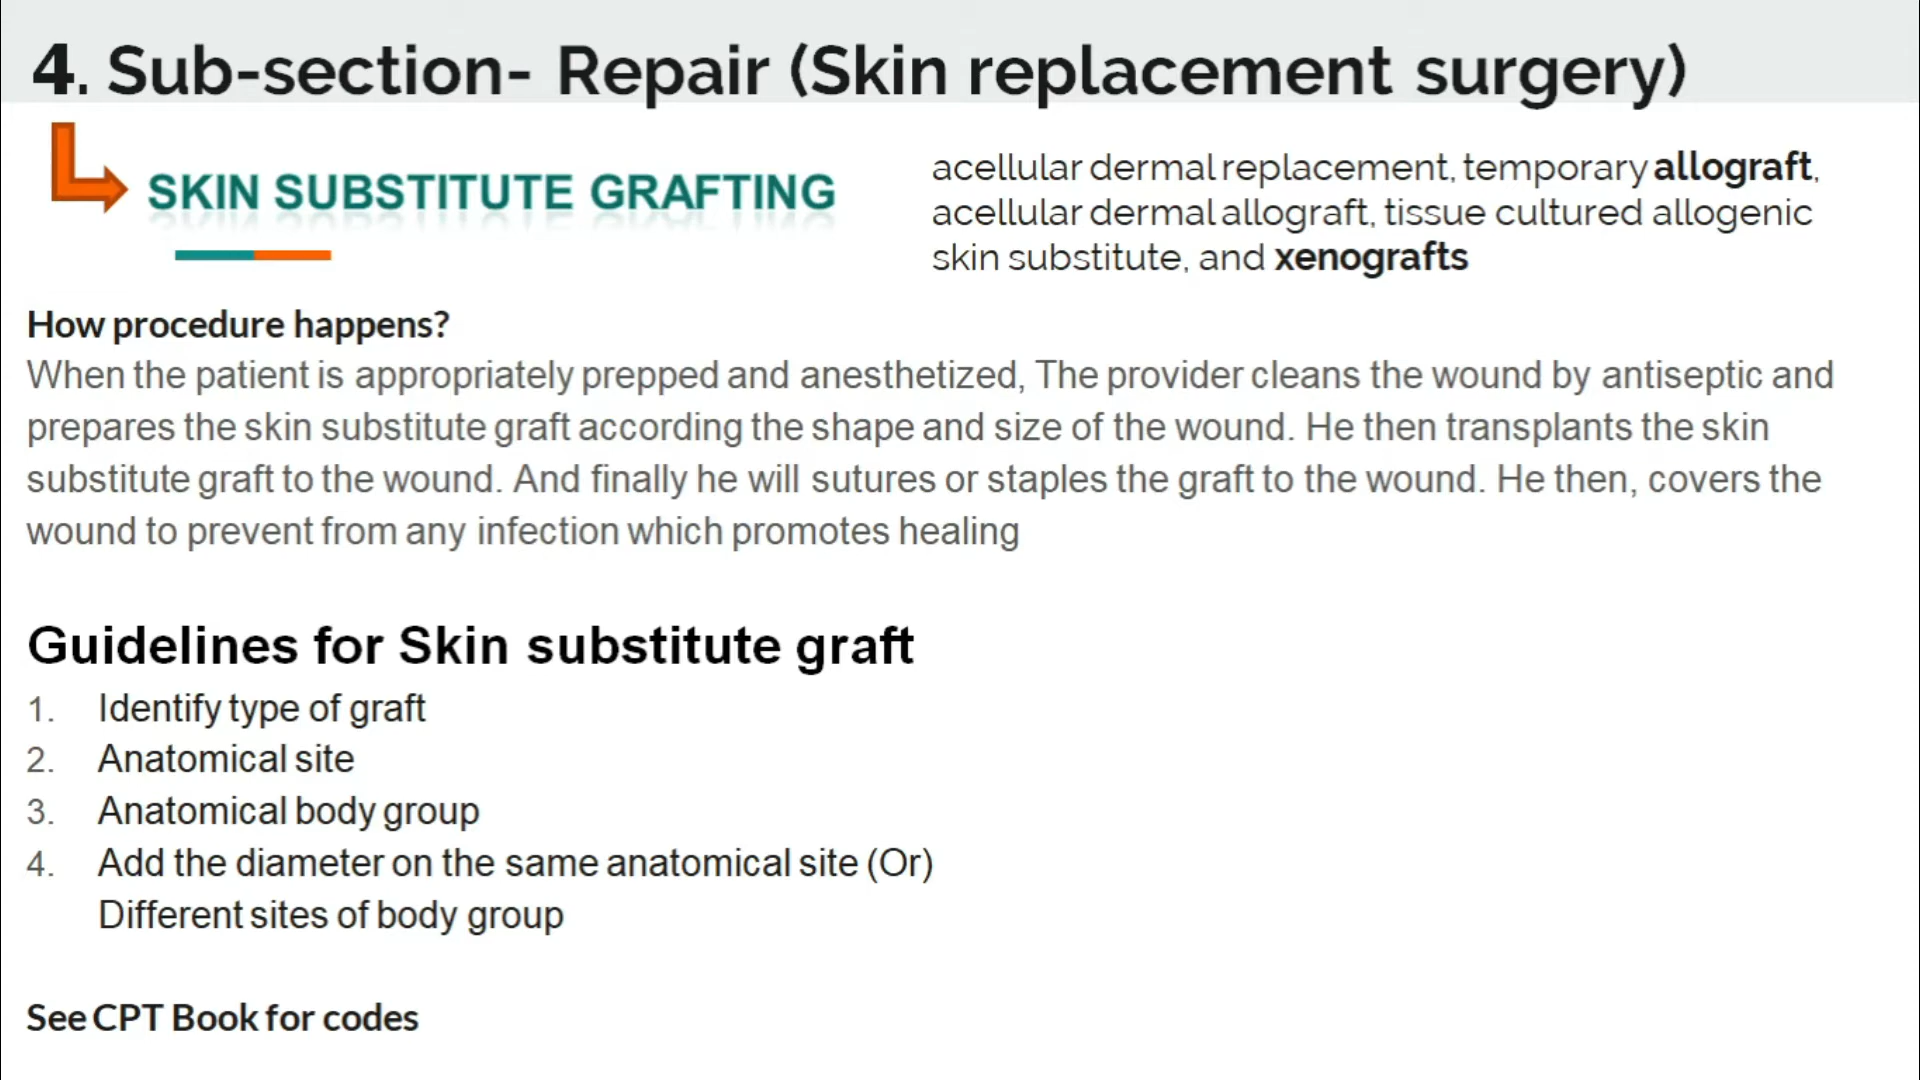 4. Sub-section- Repair (Skin replacement surgery)
SKIN SUBSTITUTE GRAFTING
acellular dermal replacement, temporary allograft,
acellular dermal allograft, tissue cultured allogenic
skin substitute, and xenografts
How procedure happens?
When the patient is appropriately prepped and anesthetized, The provider cleans the wound by antiseptic and
prepares the skin substitute graft according the shape and size of the wound. He then transplants the skin
substitute graft to the wound. And finally he will sutures or staples the graft to the wound. He then, covers the
wound to prevent from any infection which promotes healing
Guidelines for Skin substitute graft
1. Identify type of graft
2. Anatomical site
3. Anatomical body group
4. Add the diameter on the same anatomical site (Or)
Different sites of body group
See CPT Book for codes